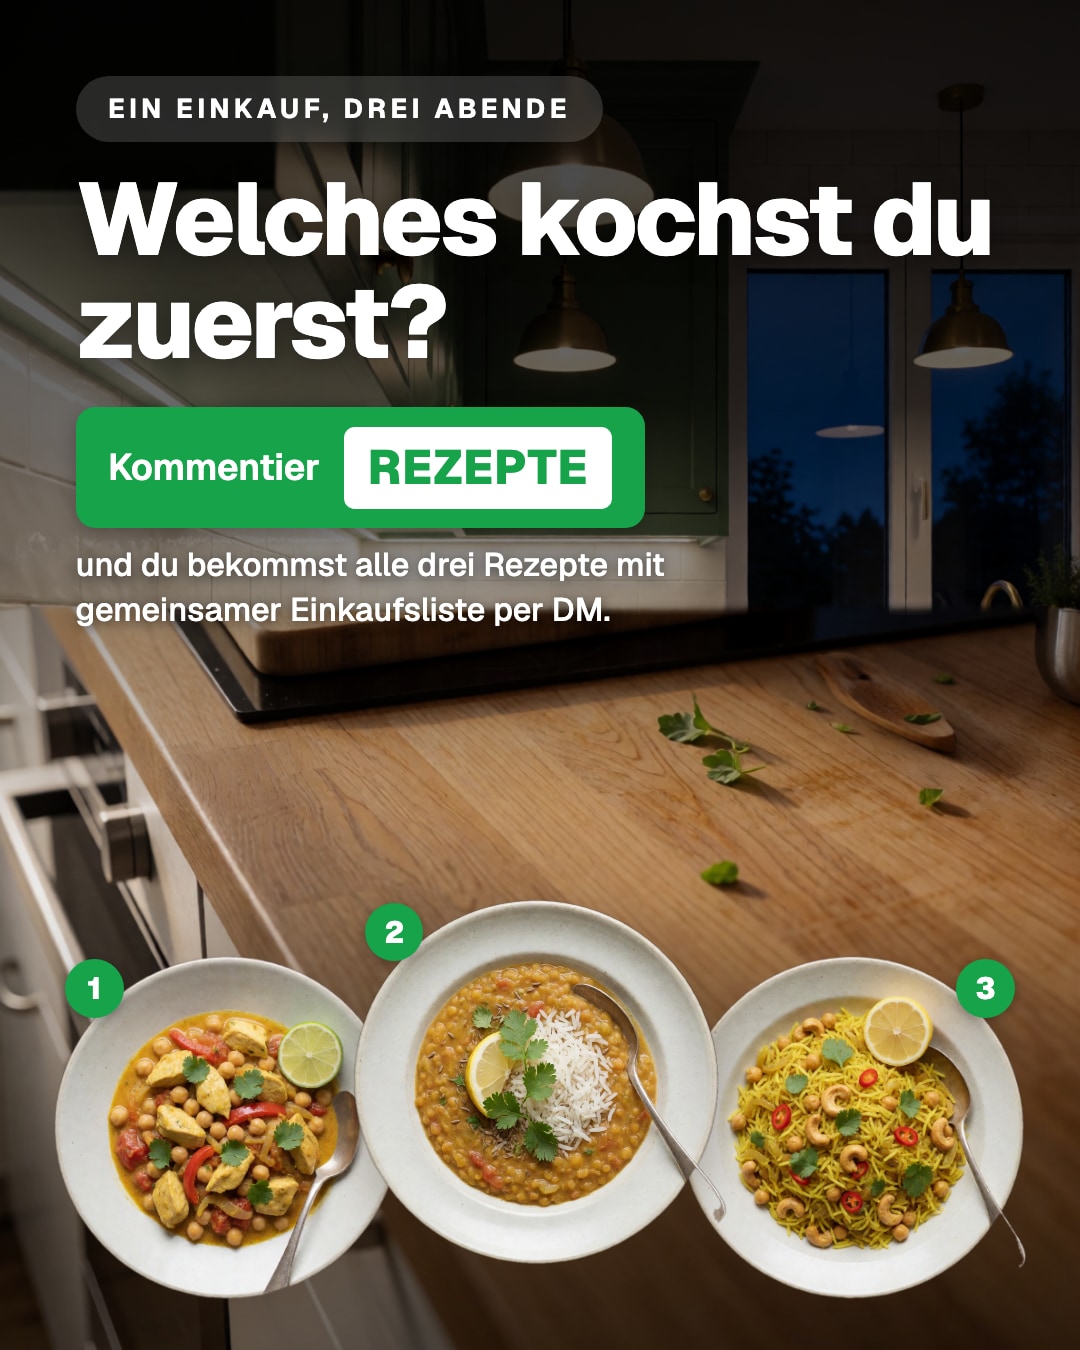 EIN EINKAUF, DREI ABENDE
Welches kochst du
zuerst?
Kommentier REZEPTE
und du bekommst alle drei Rezepte mit
gemeinsamer Einkaufsliste per DM.
1
2
3